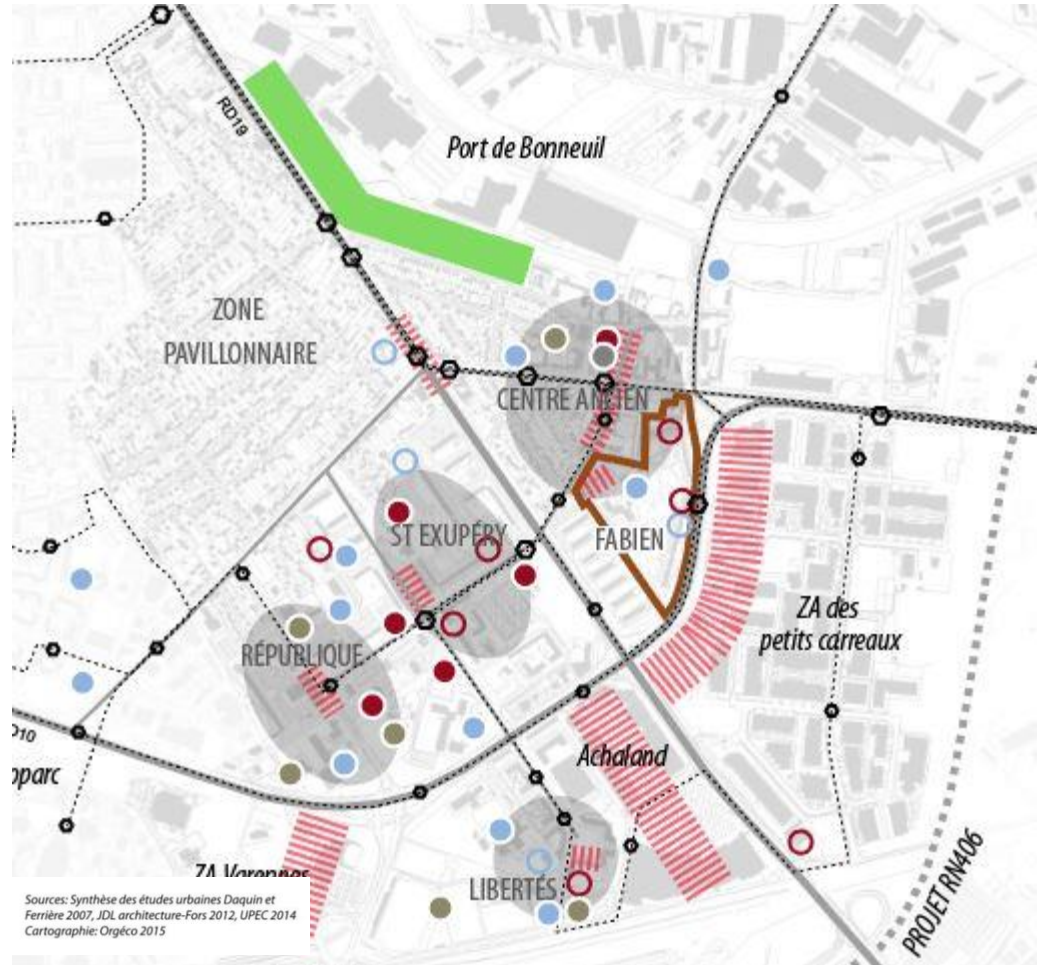 RD19
Port de Bonneuil
ZONE
PAVILLONNAIRE
CENTRE ANCIEN
ST EXUPÉRY
FABIEN
ZA des
petits carreaux
RÉPUBLIQUE
Achaland
LIBERTÉS
ZA Varennes
PROJET RN406
Sources: Synthèse des études urbaines Daquin et
Ferrière 2007, JDL architecture-Fors 2012, UPEC 2014
Cartographie: Orgéco 2015